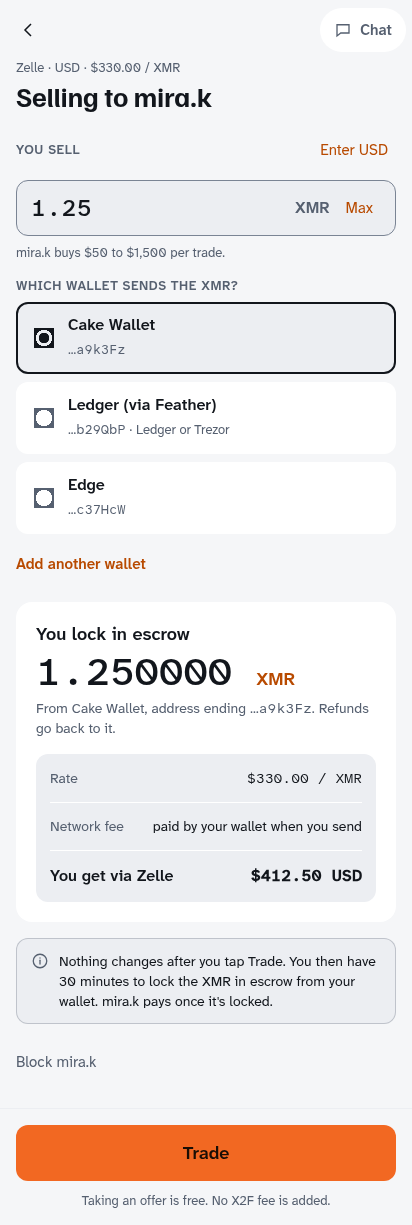 Chat
Zelle · USD · $330.00 / XMR
Selling to mira.k
YOU SELL
Enter USD
1.25
XMR
Max
mira.k buys $50 to $1,500 per trade.
WHICH WALLET SENDS THE XMR?
Cake Wallet
…a9k3Fz
Ledger (via Feather)
…b29QbP · Ledger or Trezor
Edge
…c37HcW
Add another wallet
You lock in escrow
1.250000 XMR
From Cake Wallet, address ending …a9k3Fz. Refunds
go back to it.
Rate
$330.00 / XMR
Network fee
paid by your wallet when you send
You get via Zelle
$412.50 USD
Nothing changes after you tap Trade. You then have
30 minutes to lock the XMR in escrow from your
wallet. mira.k pays once it's locked.
Block mira.k
Trade
Taking an offer is free. No X2F fee is added.